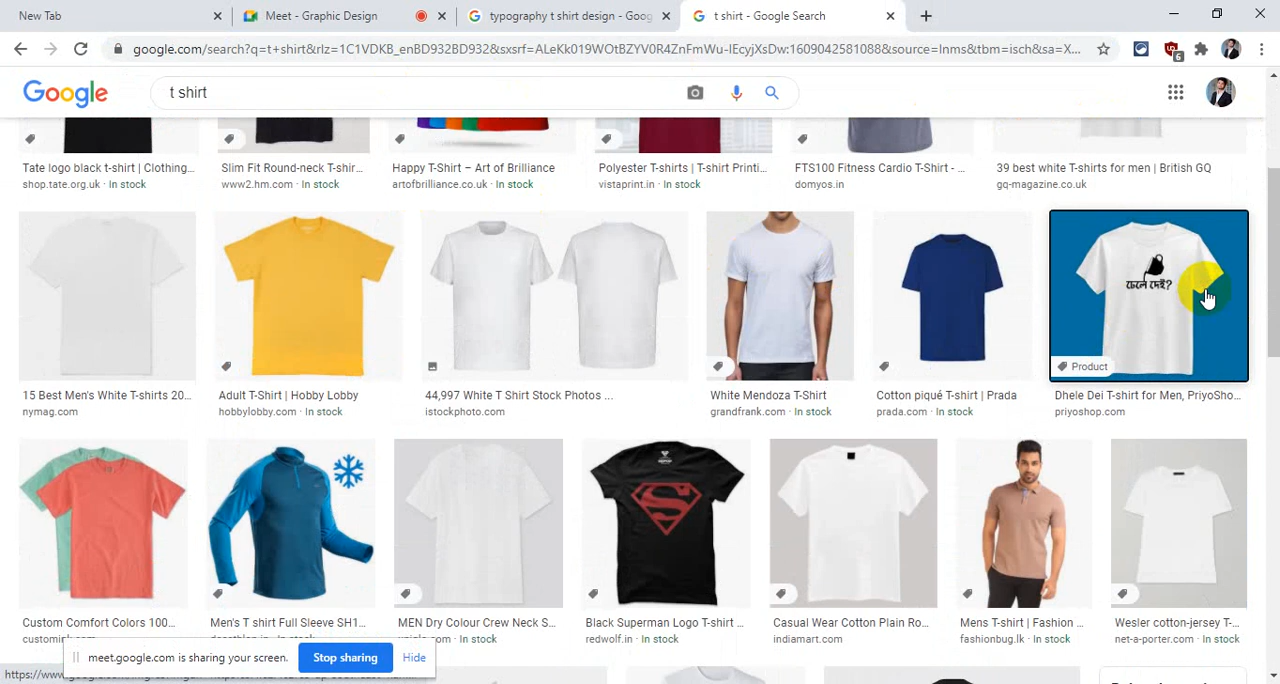 New Tab
Meet - Graphic Design
typography t shirt design - Goog
t shirt - Google Search
google.com/search?q=t+shirt&rlz=1C1VDKB_enBD932BD932&sxsrf=ALeKk019WOtBZYV0R4ZnFmWu-IEcyjXsDw:1609042581088&source=lnms&tbm=isch&sa=X...
6
Google
t shirt
Tate logo black t-shirt | Clothing...
Slim Fit Round-neck T-shir...
Happy T-Shirt – Art of Brilliance
Polyester T-shirts | T-shirt Printi...
FTS100 Fitness Cardio T-Shirt - ...
39 best white T-shirts for men | British GQ
shop.tate.org.uk · In stock
www2.hm.com · In stock
artofbrilliance.co.uk · In stock
vistaprint.in · In stock
domyos.in
gq-magazine.co.uk
ঢেলে দেই?
Product
15 Best Men's White T-shirts 20...
Adult T-Shirt | Hobby Lobby
44,997 White T Shirt Stock Photos ...
White Mendoza T-Shirt
Cotton piqué T-shirt | Prada
Dhele Dei T-shirt for Men, PriyoSho...
nymag.com
hobbylobby.com · In stock
istockphoto.com
grandfrank.com · In stock
prada.com · In stock
priyoshop.com
S
Custom Comfort Colors 100...
Men's T shirt Full Sleeve SH1...
MEN Dry Colour Crew Neck S...
Black Superman Logo T-shirt ...
Casual Wear Cotton Plain Ro...
Mens T-shirt | Fashion ...
Wesler cotton-jersey T-...
redwolf.in · In stock
indiamart.com
fashionbug.lk · In stock
net-a-porter.com · In stock
meet.google.com is sharing your screen.
Stop sharing
Hide